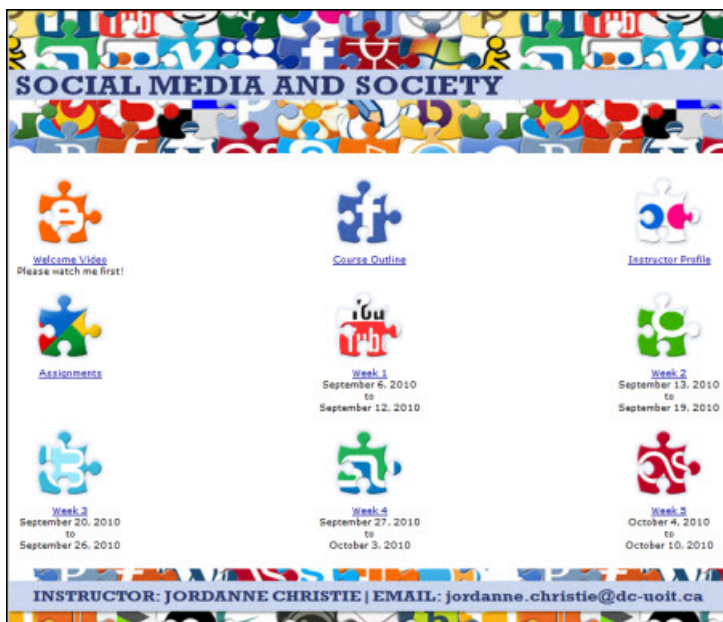 SOCIAL MEDIA AND SOCIETY
Welcome Video
Please watch me first!
Course Outline
Instructor Profile
Assignments
You
Tube
Week 1
September 6, 2010
to
September 12, 2010
Week 2
September 13, 2010
to
September 19, 2010
Week 3
September 20, 2010
to
September 26, 2010
Week 4
September 27, 2010
to
October 3, 2010
Week 5
October 4, 2010
to
October 10, 2010
INSTRUCTOR: JORDANNE CHRISTIE | EMAIL: jordanne.christie@dc-uoit.ca